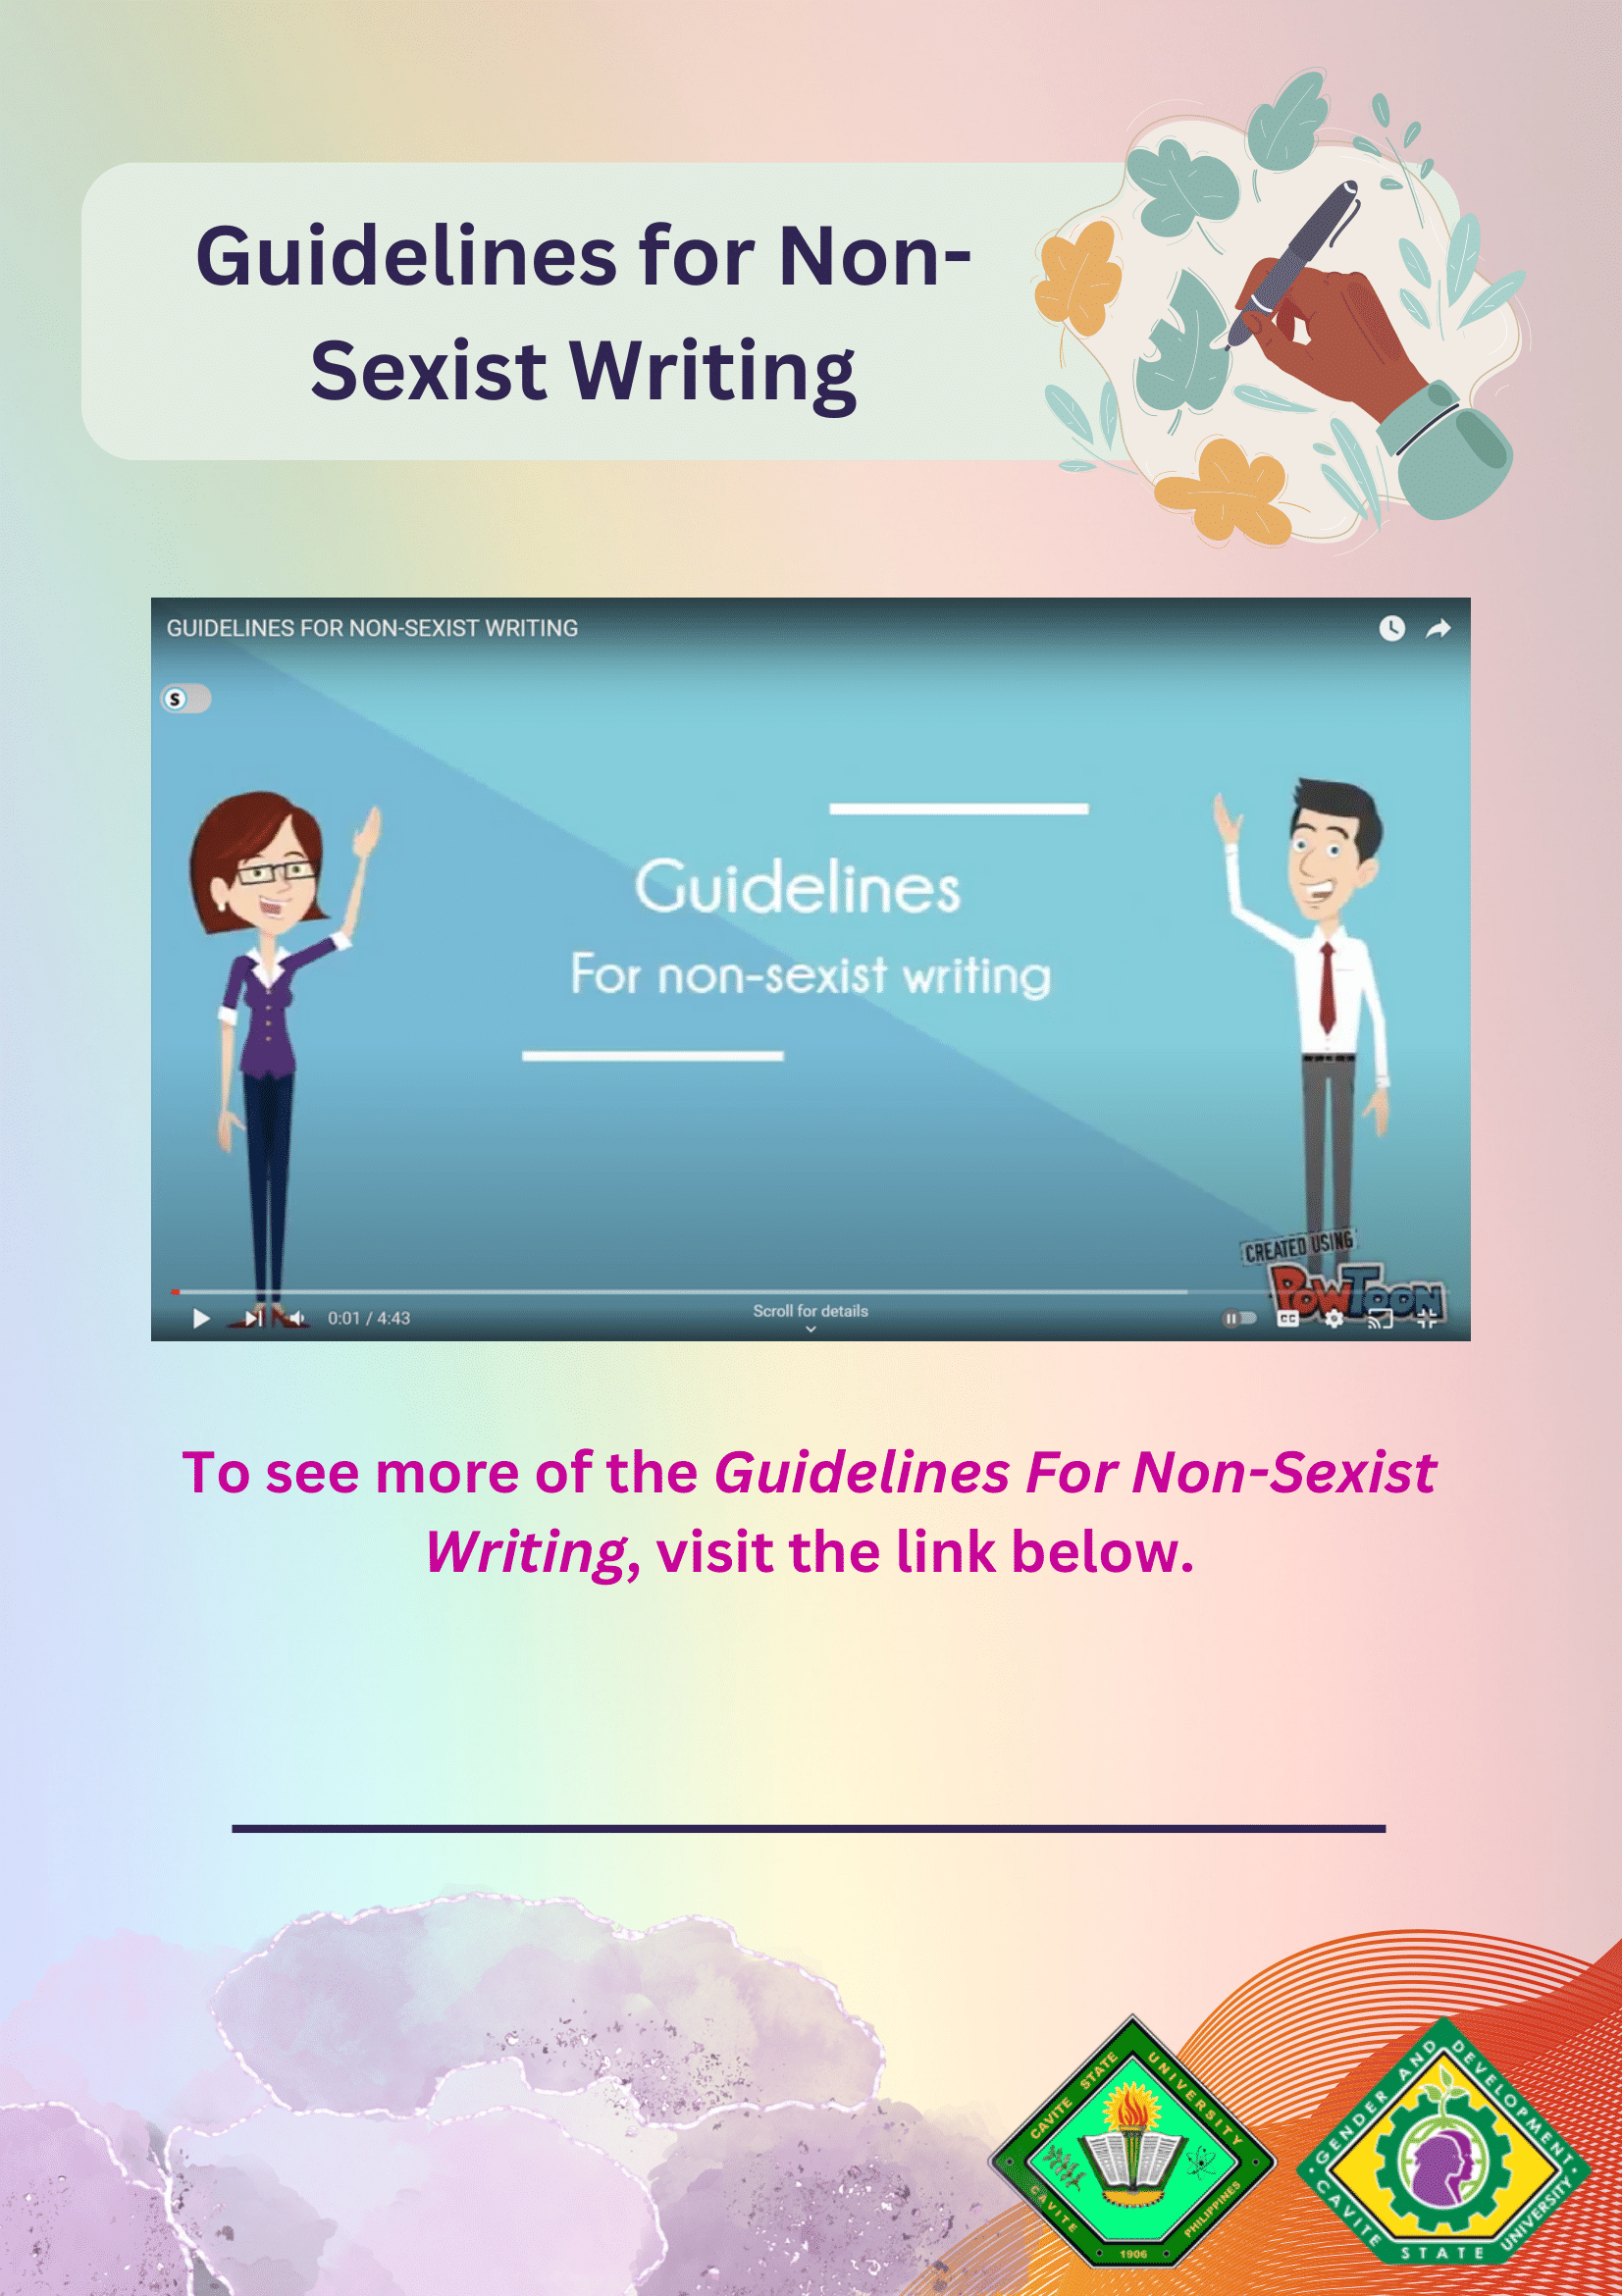 Guidelines for Non-
Sexist Writing
GUIDELINES FOR NON-SEXIST WRITING
S
Guidelines
For non-sexist writing
CREATED USING
POWTOON
0:01 / 4:43
Scroll for details
CC
To see more of the Guidelines For Non-Sexist
Writing, visit the link below.
CAVITE STATE UNIVERSITY
CAVITE PHILIPPINES
1906
GENDER AND DEVELOPMENT
CAVITE STATE UNIVERSITY